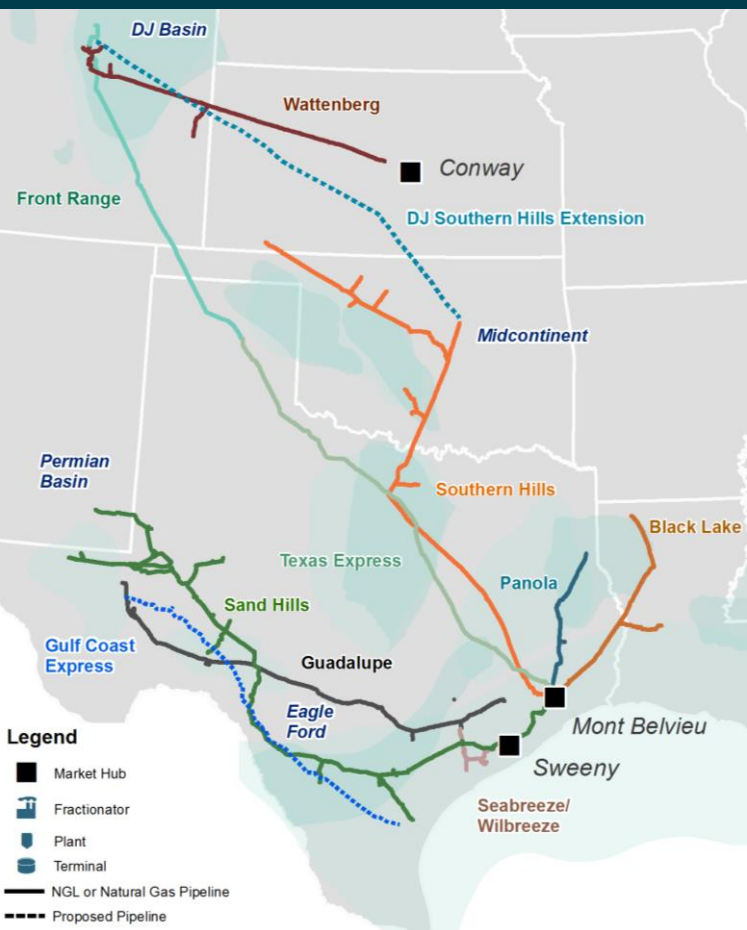 DJ Basin
Wattenberg
Conway
Front Range
DJ Southern Hills Extension
Midcontinent
Permian
Basin
Southern Hills
Black Lake
Texas Express
Panola
Sand Hills
Gulf Coast
Express
Guadalupe
Eagle
Ford
Mont Belvieu
Sweeny
Seabreeze/
Wilbreeze
Legend
Market Hub
Fractionator
Plant
Terminal
NGL or Natural Gas Pipeline
Proposed Pipeline